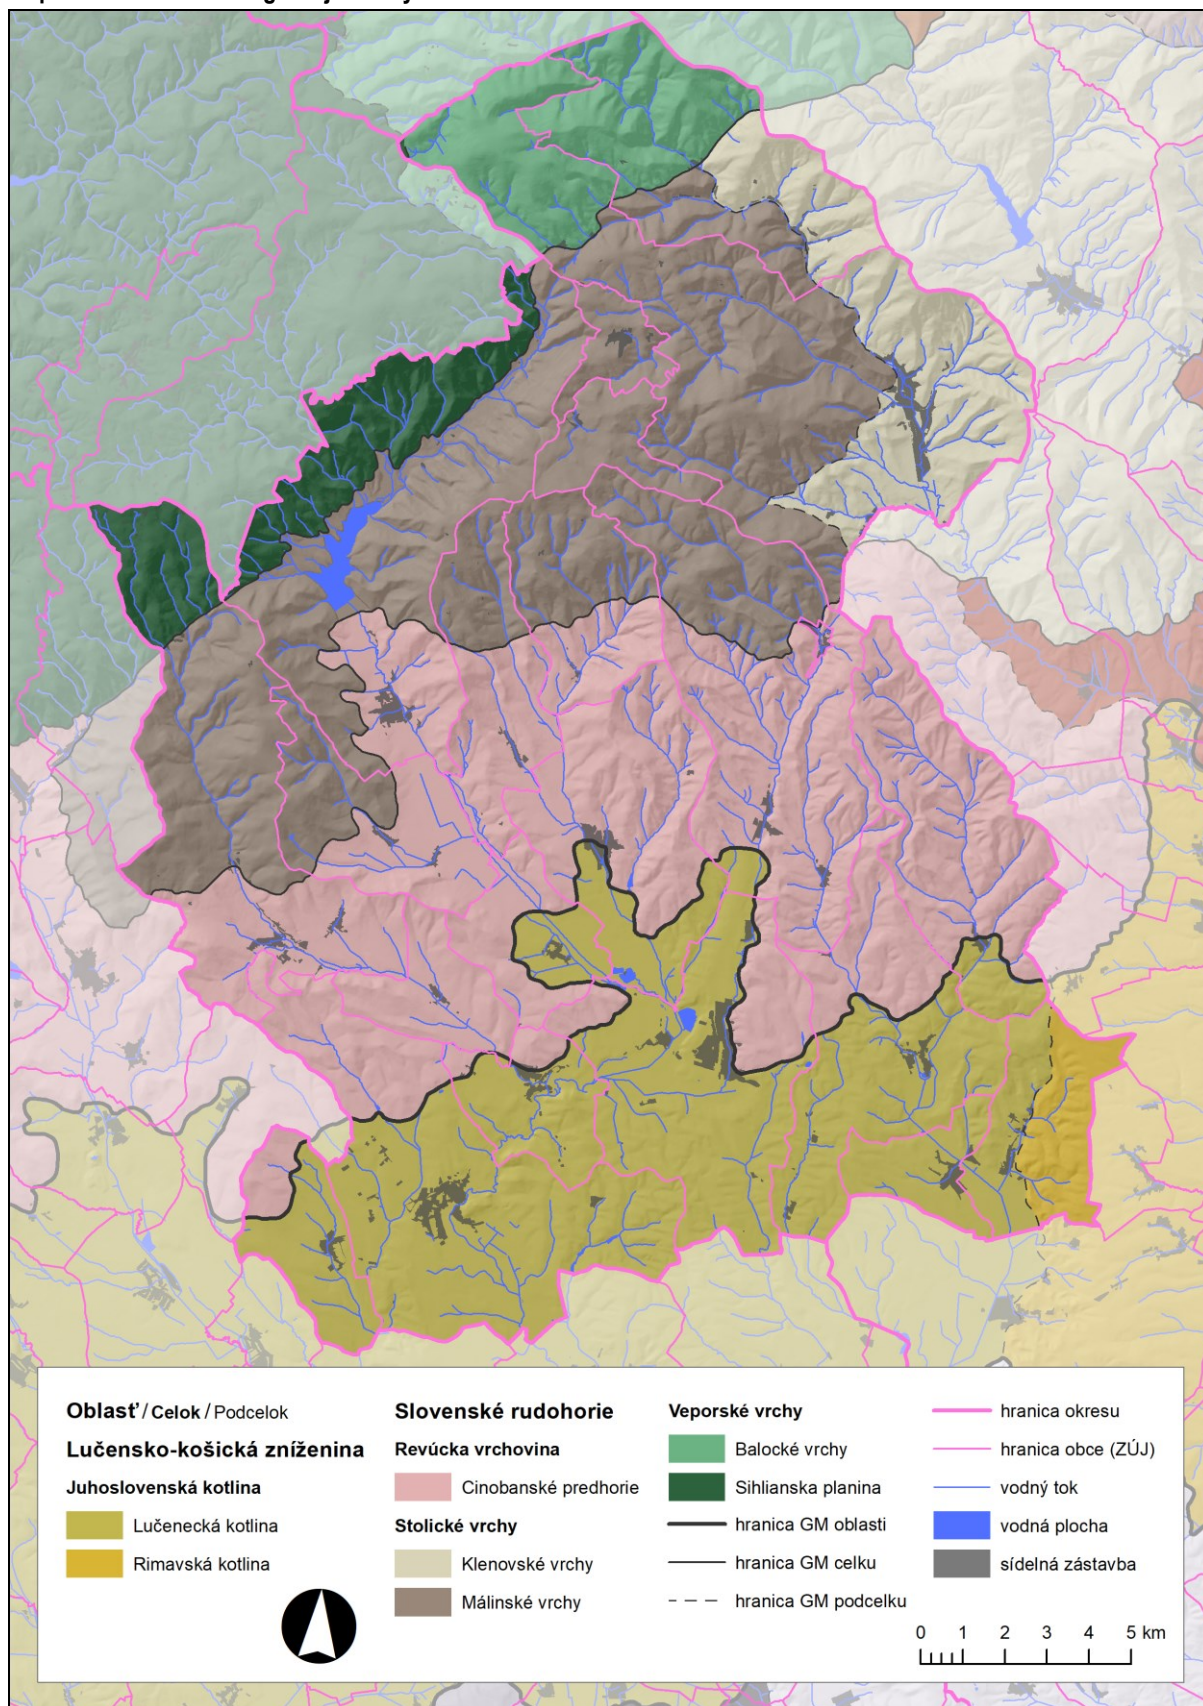 Oblasť / Celok / Podcelok
Lučensko-košická zníženina
Juhoslovenská kotlina
Lučenecká kotlina
Rimavská kotlina
Slovenské rudohorie
Revúcka vrchovina
Cinobanské predhorie
Stolické vrchy
Klenovské vrchy
Málinské vrchy
Veporské vrchy
Balocké vrchy
Sihlianska planina
hranica GM oblasti
hranica GM celku
hranica GM podcelku
hranica okresu
hranica obce (ZÚJ)
vodný tok
vodná plocha
sídelná zástavba
0 1 2 3 4 5 km